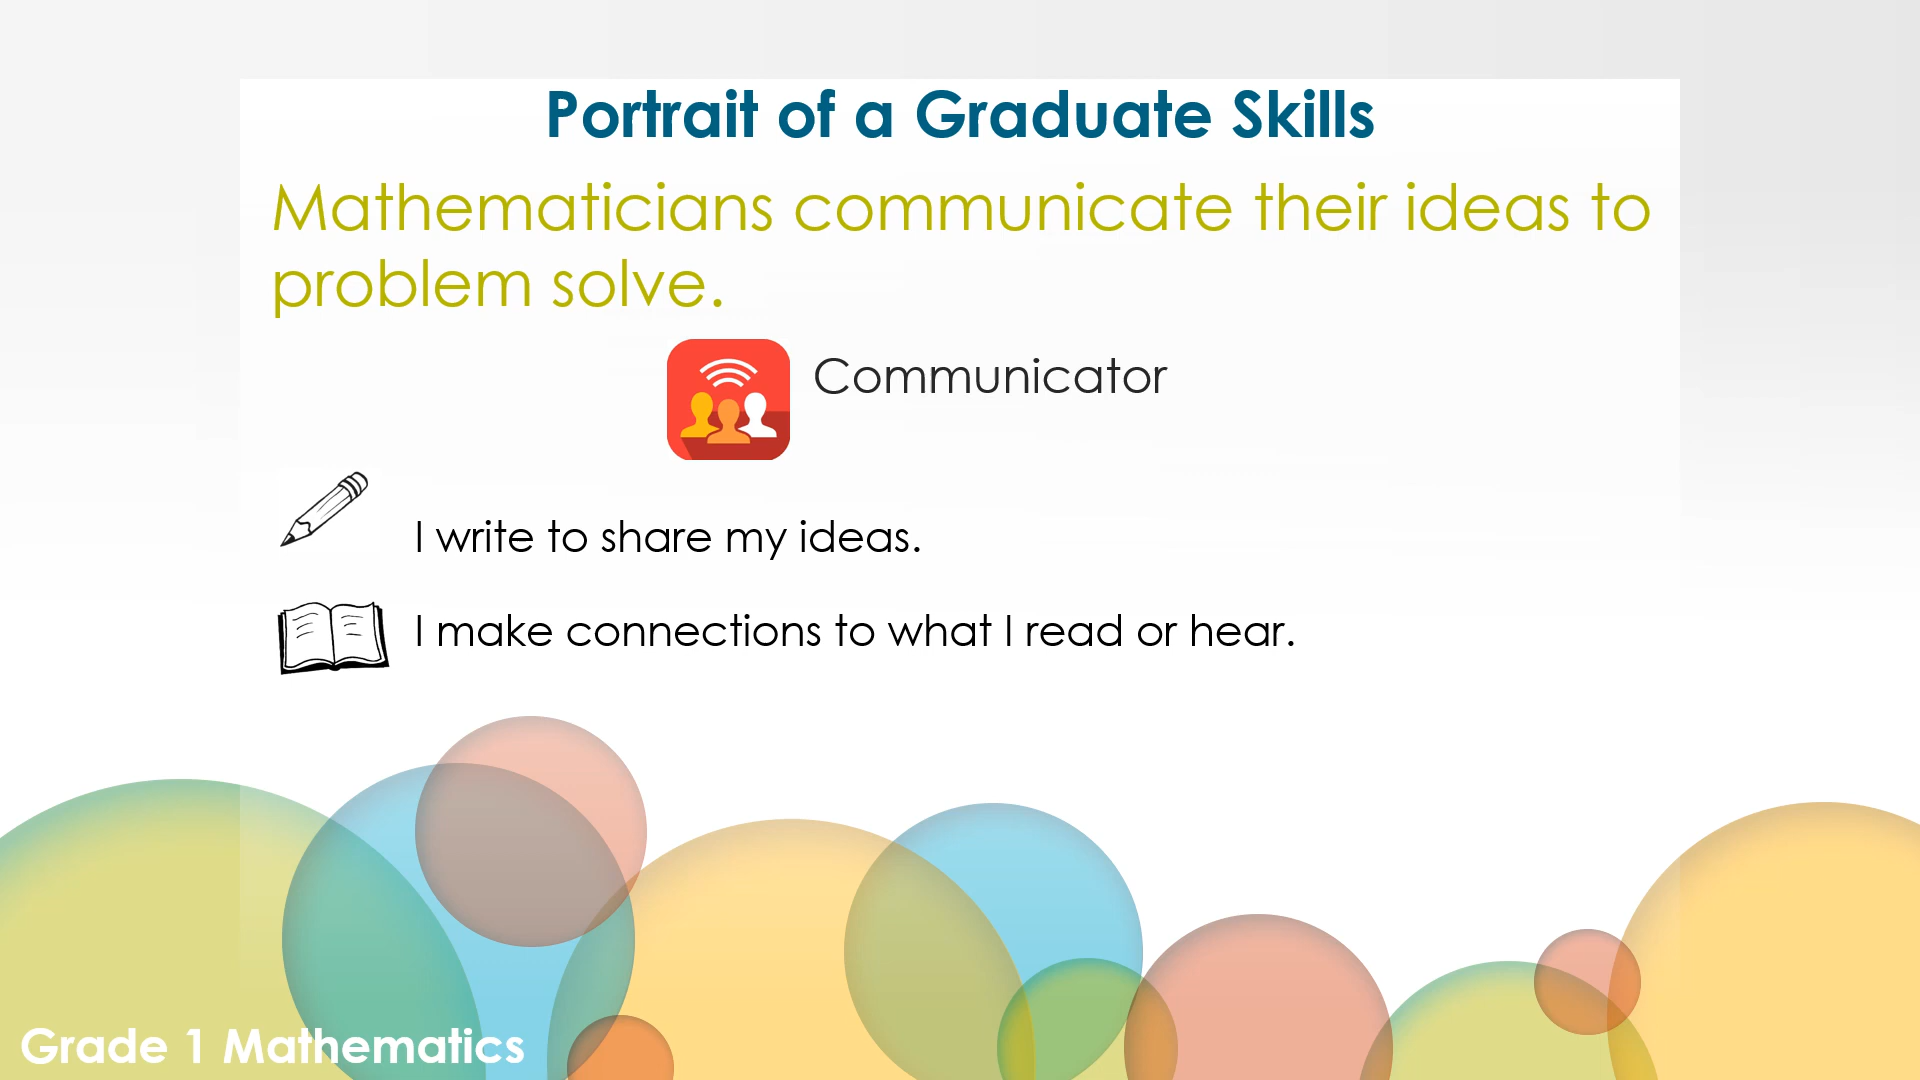 Portrait of a Graduate Skills
Mathematicians communicate their ideas to
problem solve.
Communicator
I write to share my ideas.
I make connections to what I read or hear.
Grade 1 Mathematics